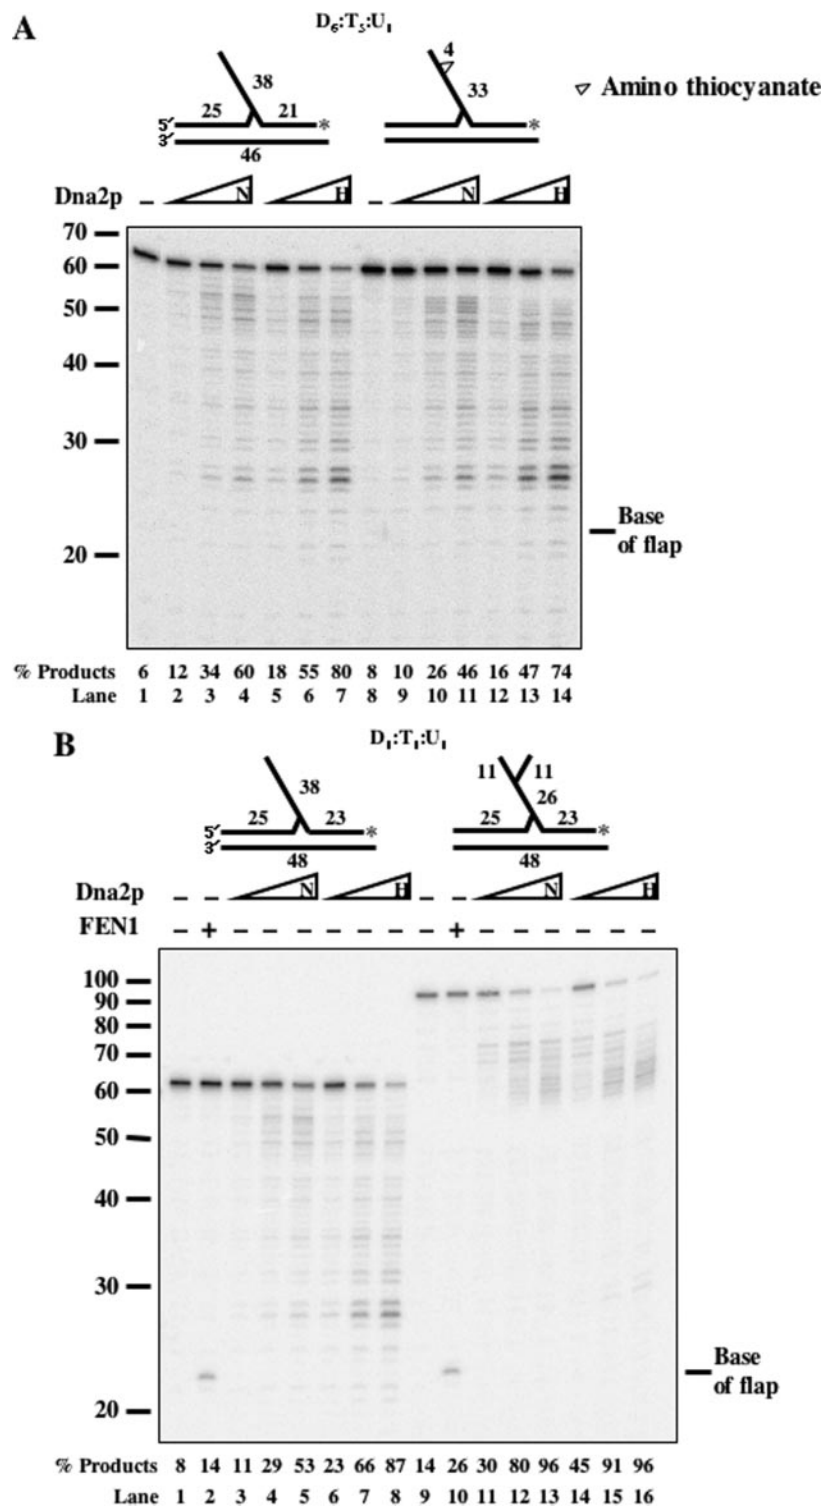 A
D₆:T₅:U₁
4
38
33
Amino thiocyanate
25
21
5´
*
*
3´
46
Dna2p
–
N
H
–
N
H
70
60
50
40
30
Base
of flap
20
% Products 6 12 34 60 18 55 80 8 10 26 46 16 47 74
Lane 1 2 3 4 5 6 7 8 9 10 11 12 13 14
B
D₁:T₁:U₁
11
11
38
26
25
23
25
23
5´
*
*
3´
48
48
Dna2p – – N H – – N H
FEN1 – + – – – – – – – + – – – – – –
100
90
80
70
60
50
40
30
Base
of flap
20
% Products 8 14 11 29 53 23 66 87 14 26 30 80 96 45 91 96
Lane 1 2 3 4 5 6 7 8 9 10 11 12 13 14 15 16